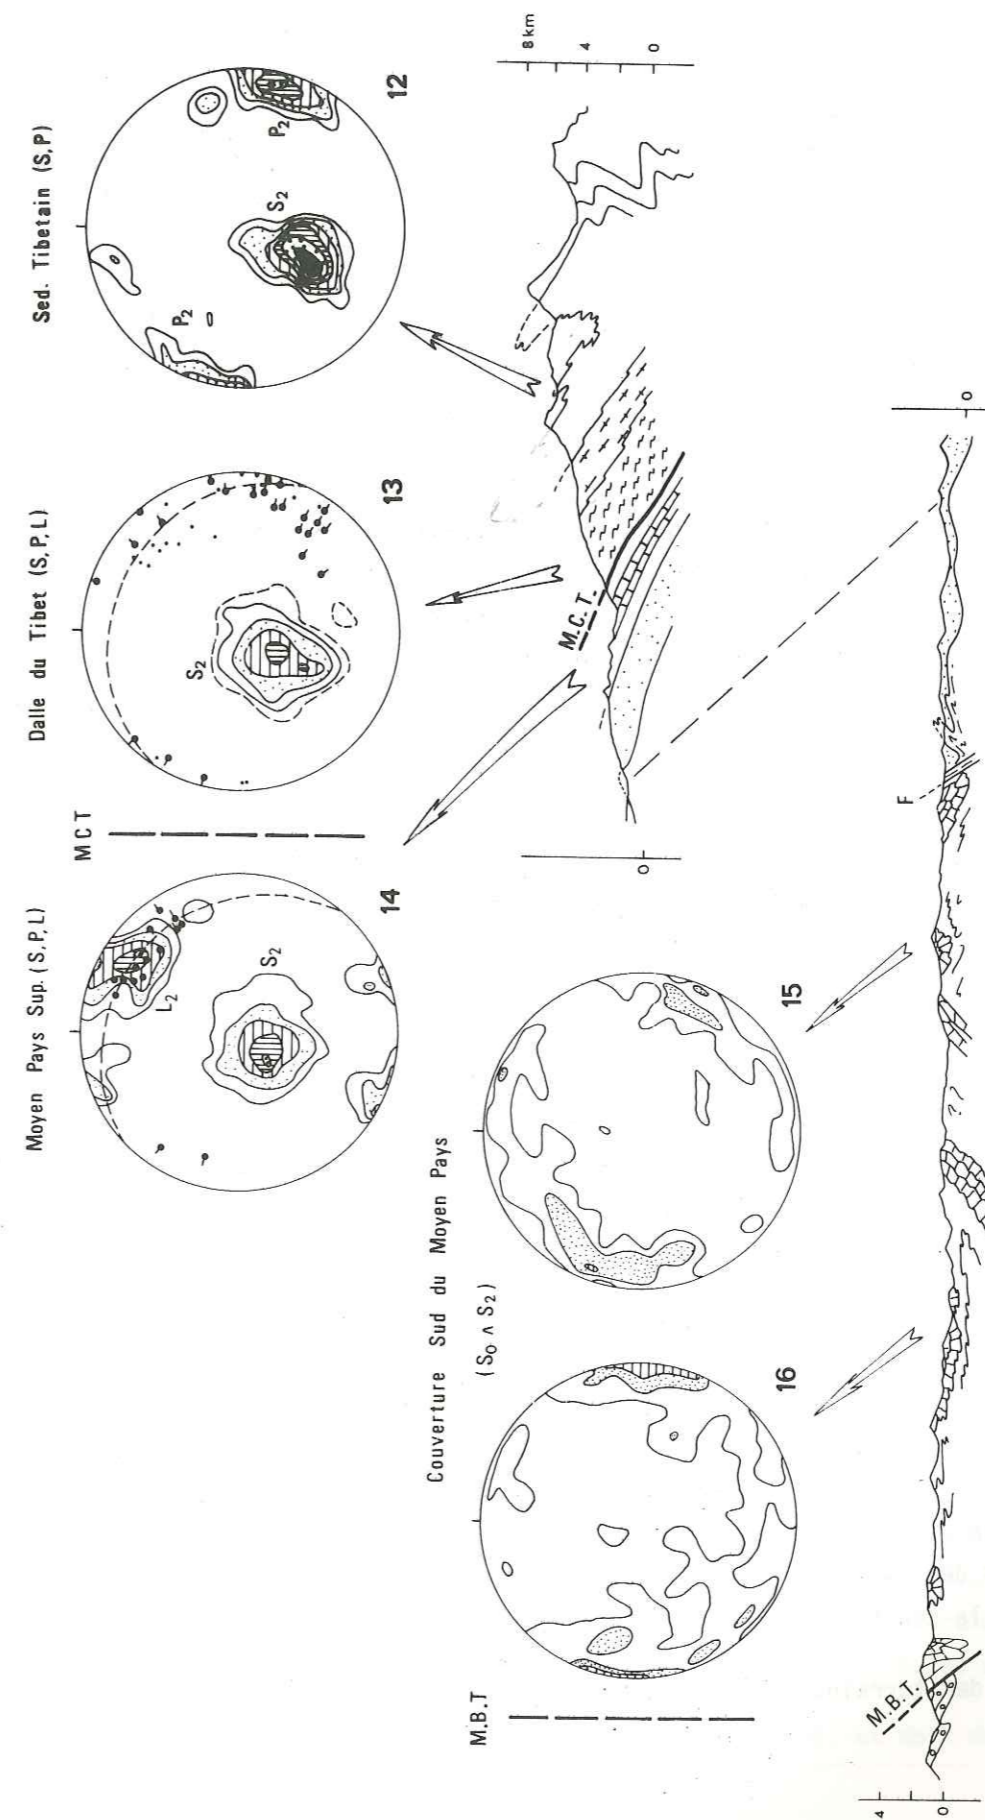 Sed. Tibetain (S,P)
P₂
S₂
P₂
12
Dalle du Tibet (S,P,L)
S₂
13
MCT
Moyen Pays Sup. (S,P,L)
L₂
S₂
14
8 km
4
0
M.C.T.
0
Couverture Sud du Moyen Pays
(S₀ ∧ S₂)
15
16
M.B.T
0
F
M.B.T.
4
0